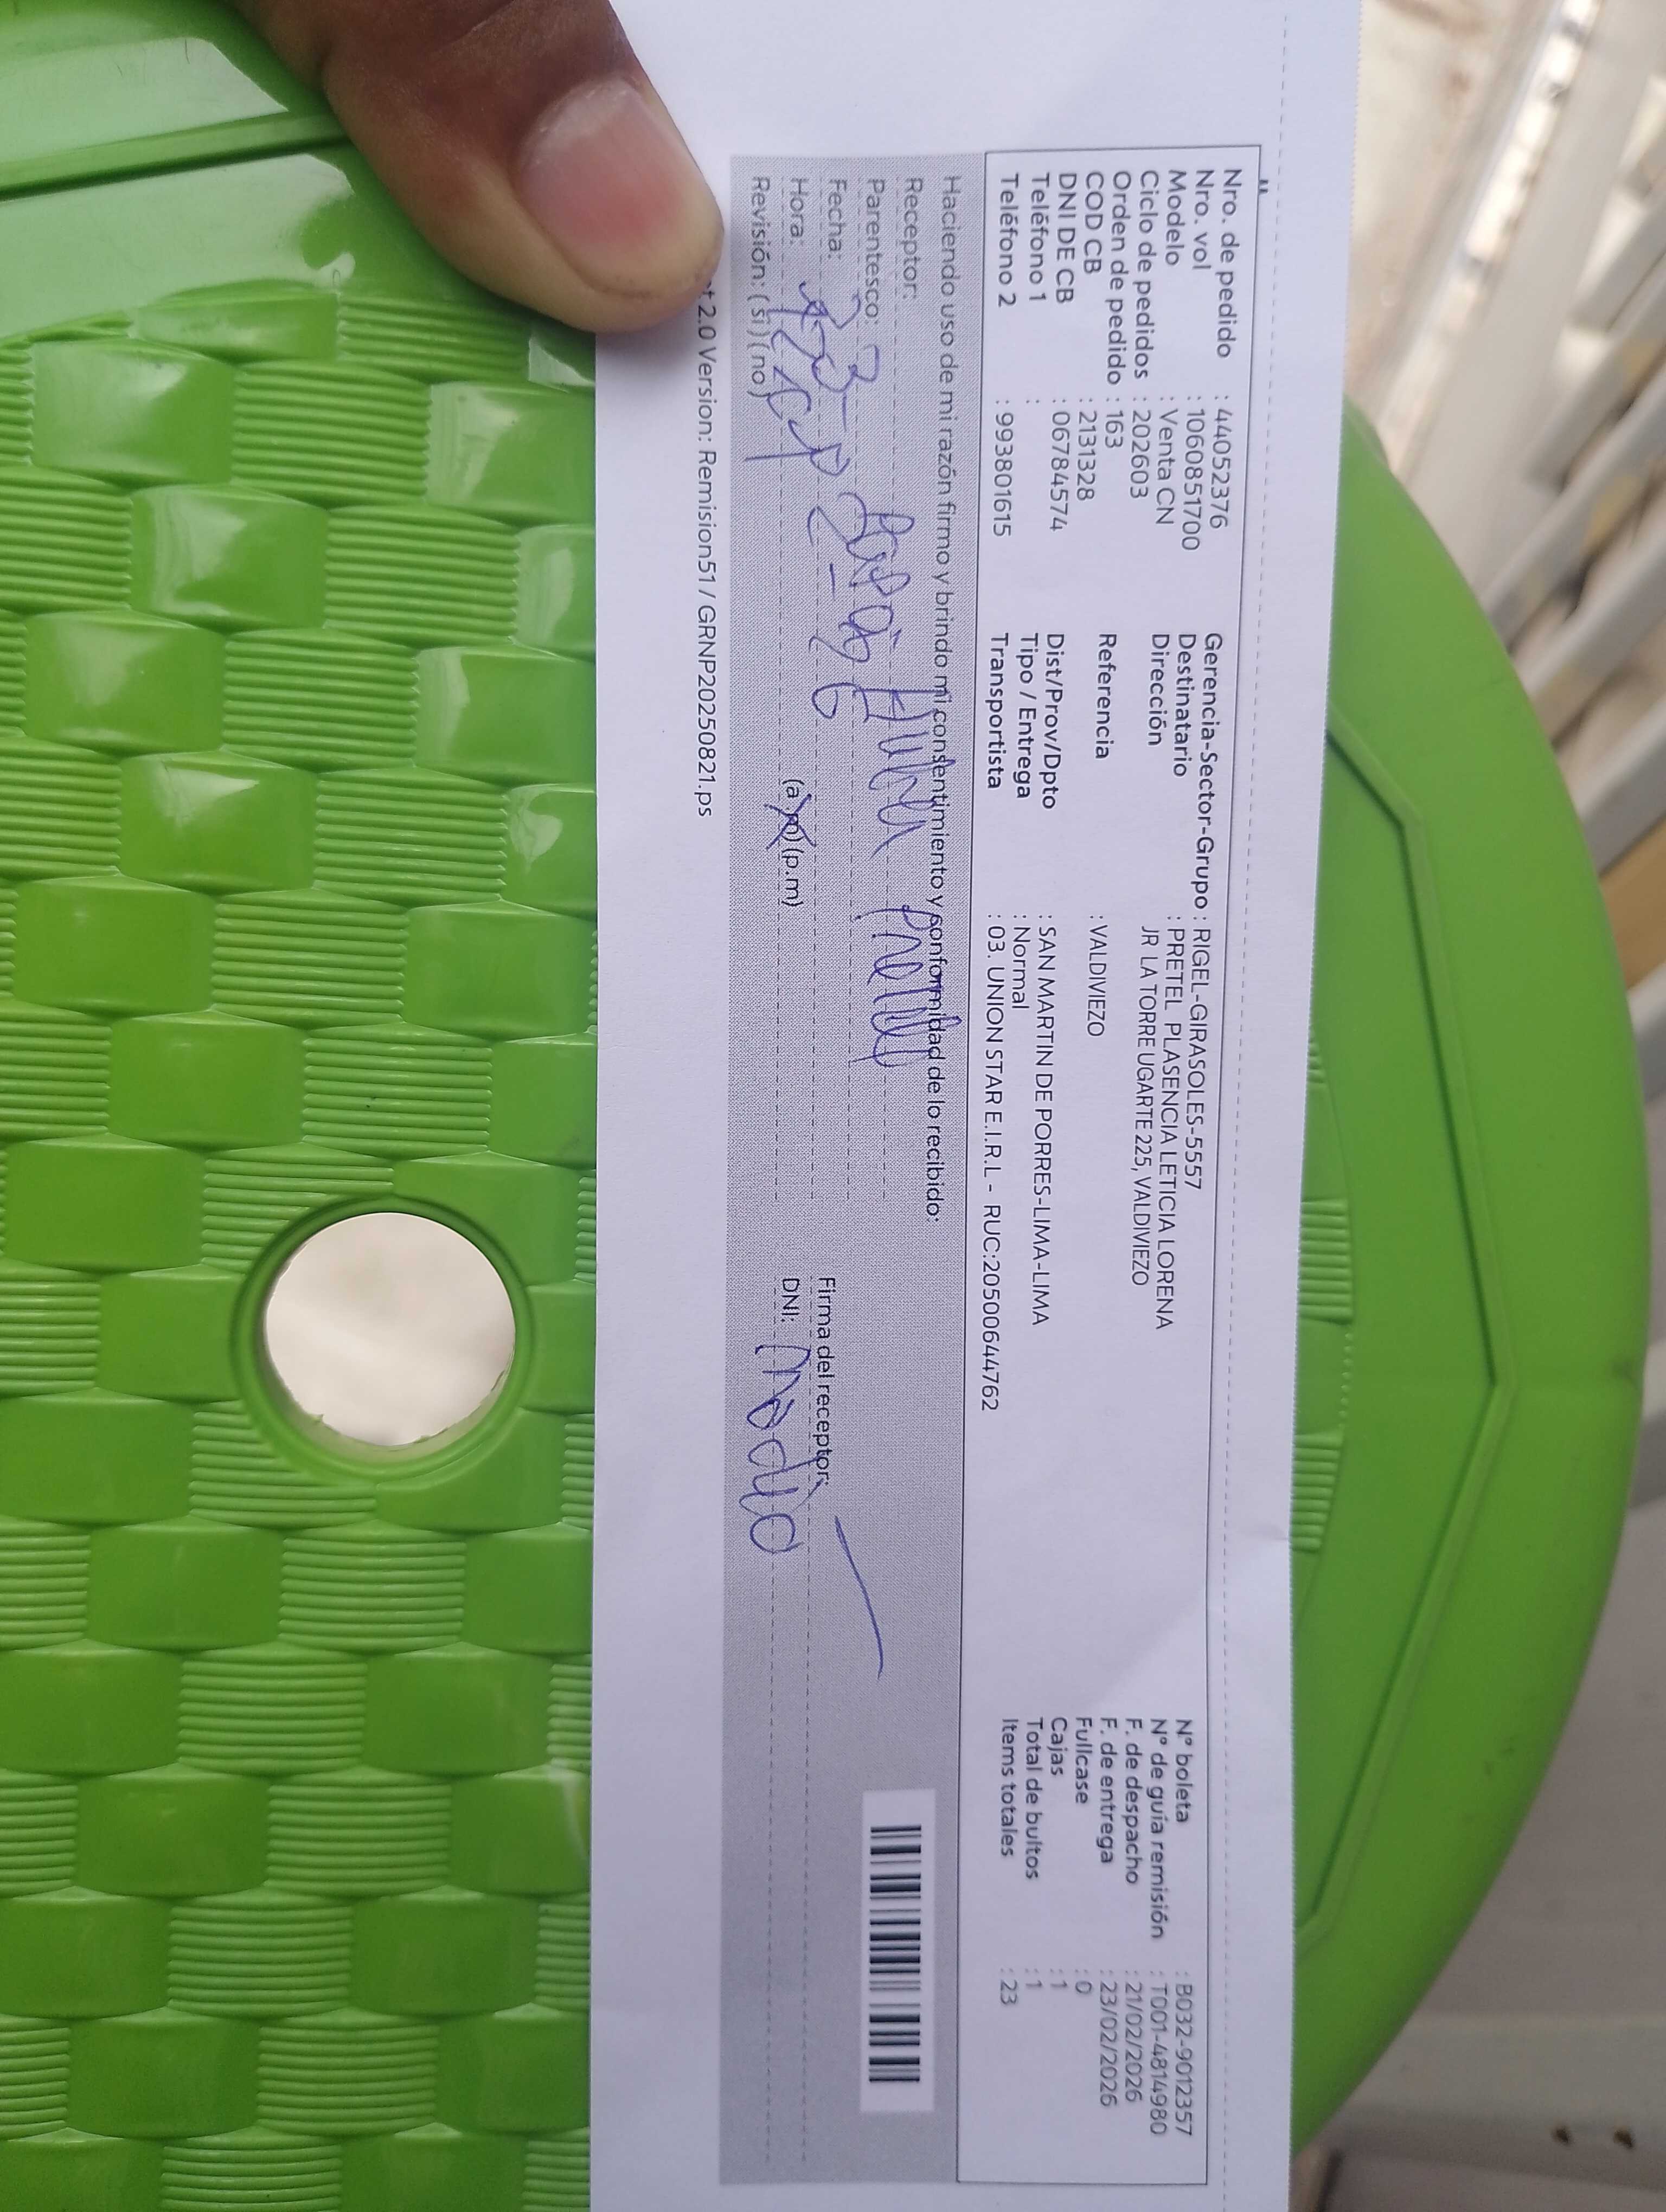 Nro. de pedido : 44052376
Nro. vol : 1060851700
Modelo : Venta CN
Ciclo de pedidos : 202603
Orden de pedido : 163
COD CB : 2131328
DNI DE CB : 06784574
Teléfono 1 :
Teléfono 2 : 993801615
Gerencia-Sector-Grupo : RIGEL-GIRASOLES-5557
Destinatario : PRETEL PLASENCIA LETICIA LORENA
Dirección JR LA TORRE UGARTE 225, VALDIVIEZO
Referencia : VALDIVIEZO
Dist/Prov/Dpto : SAN MARTIN DE PORRES-LIMA-LIMA
Tipo / Entrega : Normal
Transportista : 03. UNION STAR E.I.R.L - RUC:20500644762
N° boleta : B032-9012357
N° de guía remisión : T001-4814980
F. de despacho : 21/02/2026
F. de entrega : 23/02/2026
Fullcase : 0
Cajas : 1
Total de bultos : 1
Items totales : 23
Haciendo uso de mi razón firmo y brindo mi consentimiento y conformidad de lo recibido:
Receptor:
Parentesco:
Fecha:
Hora: (a m) (p.m)
Revisión: (si) (no)
Firma del receptor:
DNI:
t 2.0 Version: Remision51 / GRNP20250821.ps